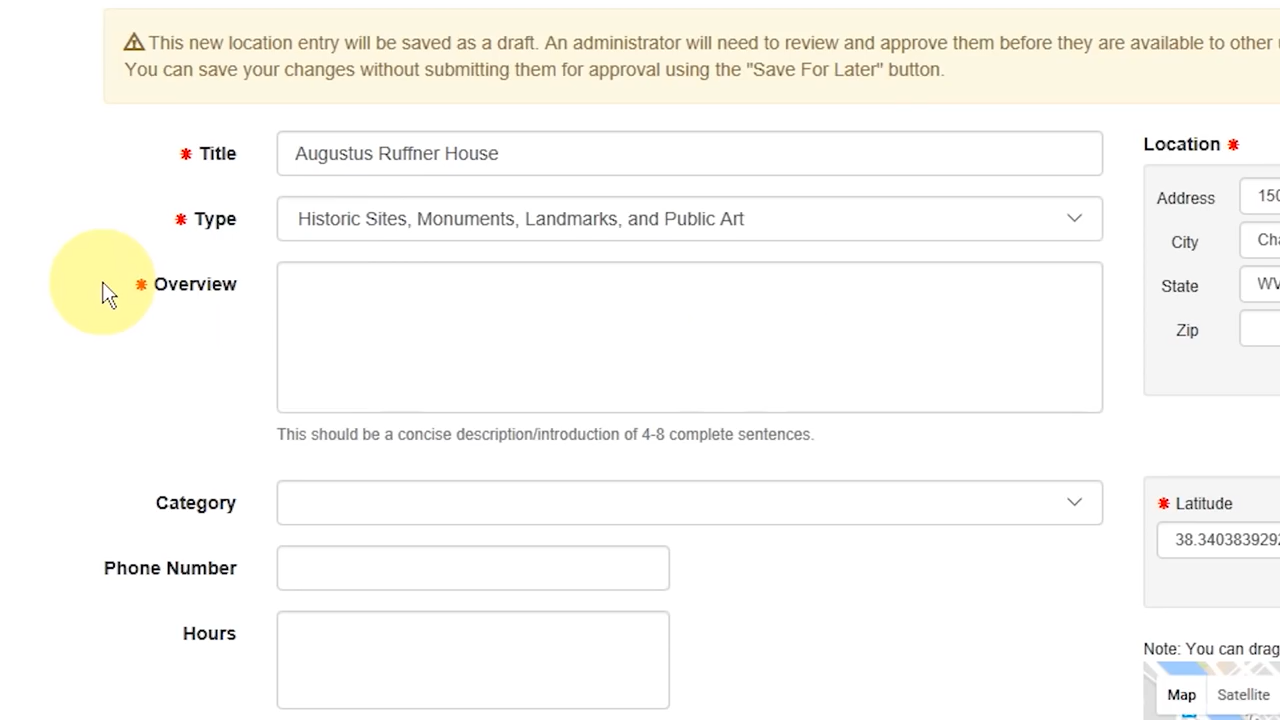 This new location entry will be saved as a draft. An administrator will need to review and approve them before they are available to other
You can save your changes without submitting them for approval using the "Save For Later" button.
* Title
Augustus Ruffner House
Location *
* Type
Historic Sites, Monuments, Landmarks, and Public Art
Address
150
City
Cha
* Overview
State
WV
Zip
This should be a concise description/introduction of 4-8 complete sentences.
Category
* Latitude
38.340383929
Phone Number
Hours
Note: You can drag
Map
Satellite